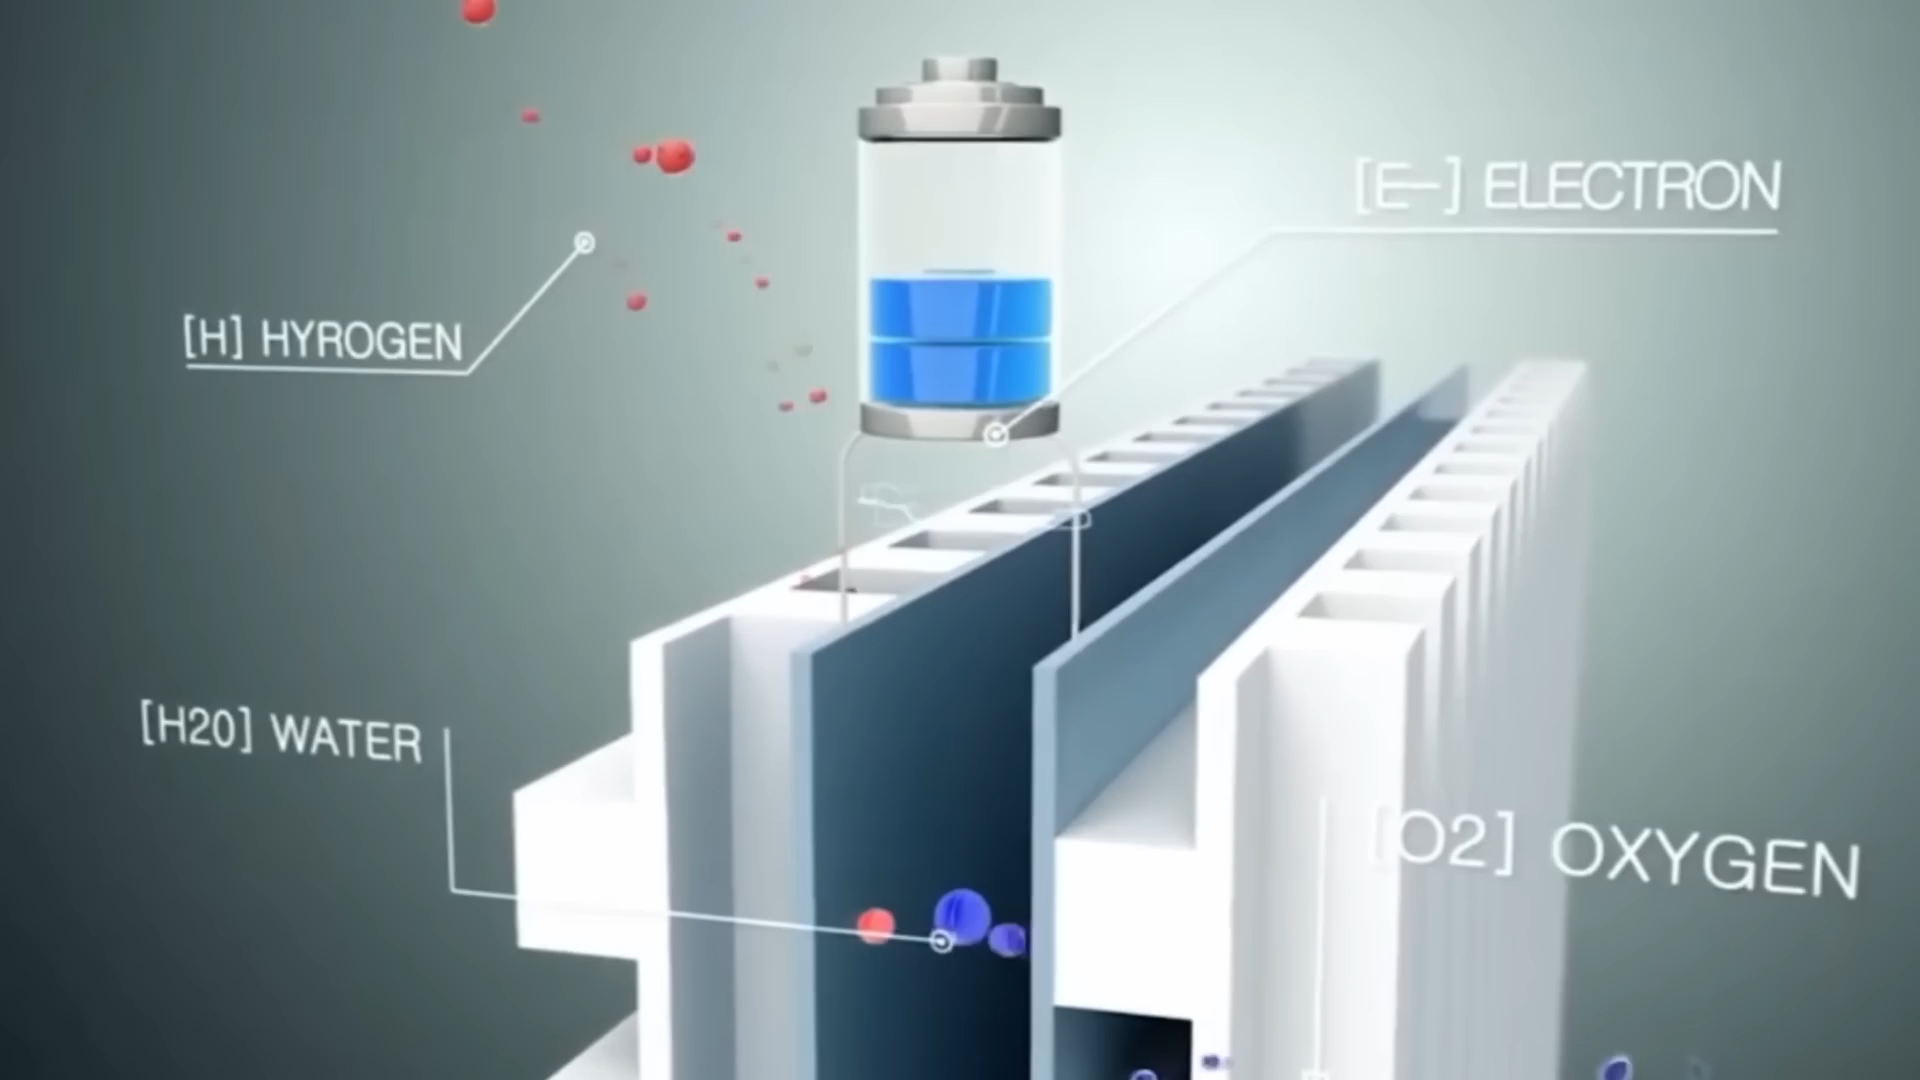 [E-] ELECTRON
[H] HYROGEN
[H20] WATER
[O2] OXYGEN